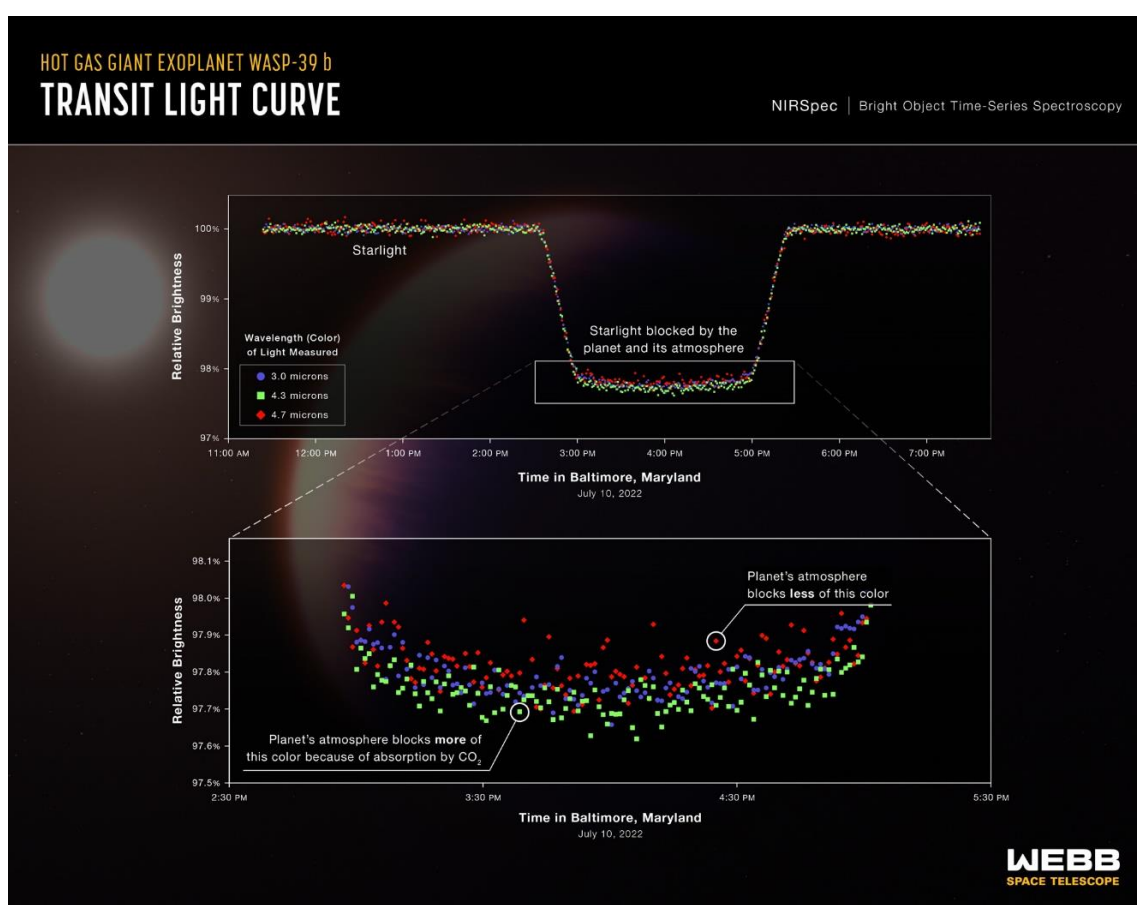 HOT GAS GIANT EXOPLANET WASP-39 b
TRANSIT LIGHT CURVE
NIRSpec | Bright Object Time-Series Spectroscopy
Relative Brightness
100%
99%
98%
97%
Starlight
Wavelength (Color)
of Light Measured
3.0 microns
4.3 microns
4.7 microns
Starlight blocked by the
planet and its atmosphere
11:00 AM 12:00 PM 1:00 PM 2:00 PM 3:00 PM 4:00 PM 5:00 PM 6:00 PM 7:00 PM
Time in Baltimore, Maryland
July 10, 2022
Relative Brightness
98.1%
98.0%
97.9%
97.8%
97.7%
97.6%
97.5%
Planet's atmosphere
blocks less of this color
Planet's atmosphere blocks more of
this color because of absorption by CO₂
2:30 PM 3:30 PM 4:30 PM 5:30 PM
Time in Baltimore, Maryland
July 10, 2022
WEBB
SPACE TELESCOPE